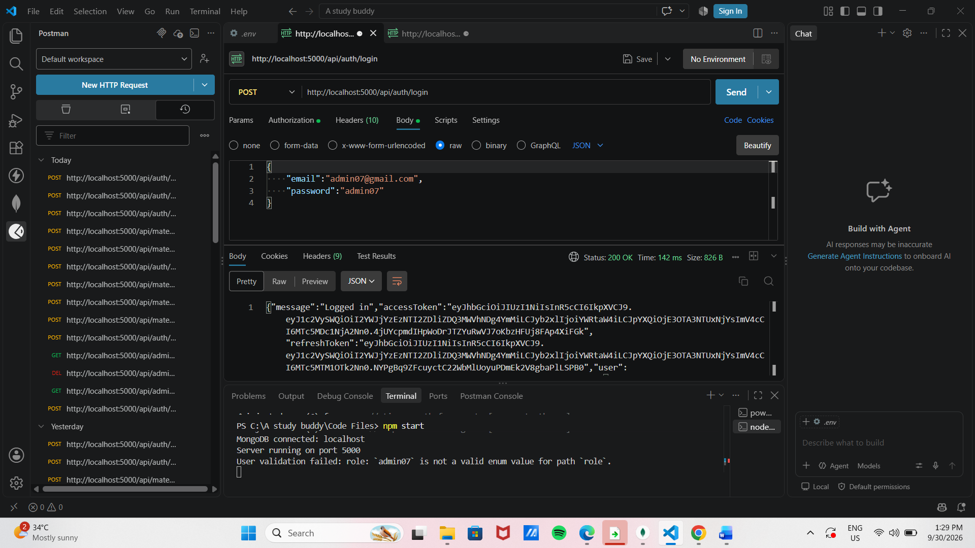 File Edit Selection View Go Run Terminal Help
A study buddy
Sign In
Postman
Default workspace
New HTTP Request
Filter
Today
POST http://localhost:5000/api/auth/...
POST http://localhost:5000/api/auth/...
POST http://localhost:5000/api/auth/...
POST http://localhost:5000/api/mate...
POST http://localhost:5000/api/mate...
POST http://localhost:5000/api/auth/...
POST http://localhost:5000/api/mate...
POST http://localhost:5000/api/mate...
POST http://localhost:5000/api/mate...
POST http://localhost:5000/api/auth/...
GET http://localhost:5000/api/admi...
DEL http://localhost:5000/api/admi...
GET http://localhost:5000/api/admi...
POST http://localhost:5000/api/auth/...
Yesterday
POST http://localhost:5000/api/auth/...
POST http://localhost:5000/api/auth/...
POST http://localhost:5000/api/mate...
.env
http://localhos...
http://localhos...
http://localhost:5000/api/auth/login
Save
No Environment
POST http://localhost:5000/api/auth/login
Send
Params Authorization Headers (10) Body Scripts Settings
Code Cookies
none form-data x-www-form-urlencoded raw binary GraphQL JSON
Beautify
1 {
2 "email":"admin07@gmail.com",
3 "password":"admin07"
4 }
Body Cookies Headers (9) Test Results
Status: 200 OK Time: 142 ms Size: 826 B
Pretty Raw Preview JSON
1 {"message":"Logged in","accessToken":"eyJhbGciOiJIUzI1NiIsInR5cCI6IkpXVCJ9.
"refreshToken":"eyJhbGciOiJIUzI1NiIsInR5cCI6IkpXVCJ9.
"user":
Problems Output Debug Console Terminal Ports Postman Console
PS C:\A study buddy\Code Files> npm start
MongoDB connected: localhost
Server running on port 5000
User validation failed: role: `admin07` is not a valid enum value for path `role`.
pow...
node...
Chat
Build with Agent
AI responses may be inaccurate
Generate Agent Instructions to onboard AI
onto your codebase.
.env
Describe what to build
Agent Models
Local Default permissions
0 0
2
34°C
Mostly sunny
Search
ENG
US
1:29 PM
9/30/2026